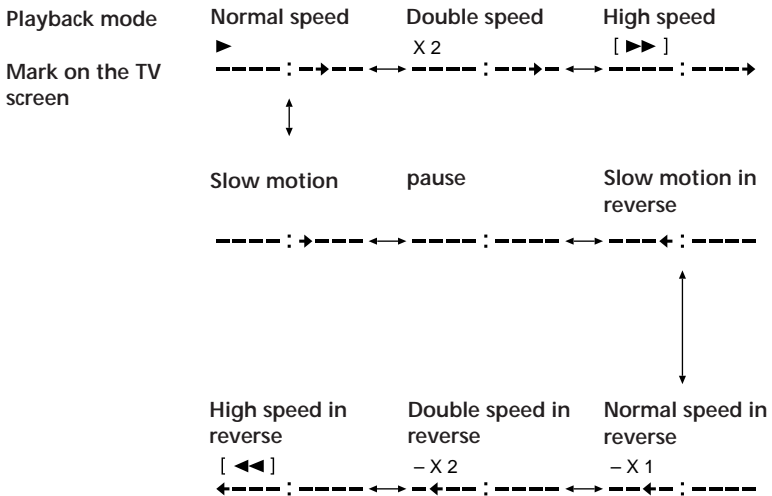 Playback mode
Normal speed
Double speed
High speed
▶
X 2
[ ▶▶ ]
Mark on the TV
screen
Slow motion
pause
Slow motion in
reverse
High speed in
reverse
Double speed in
reverse
Normal speed in
reverse
[ ◀◀ ]
– X 2
– X 1